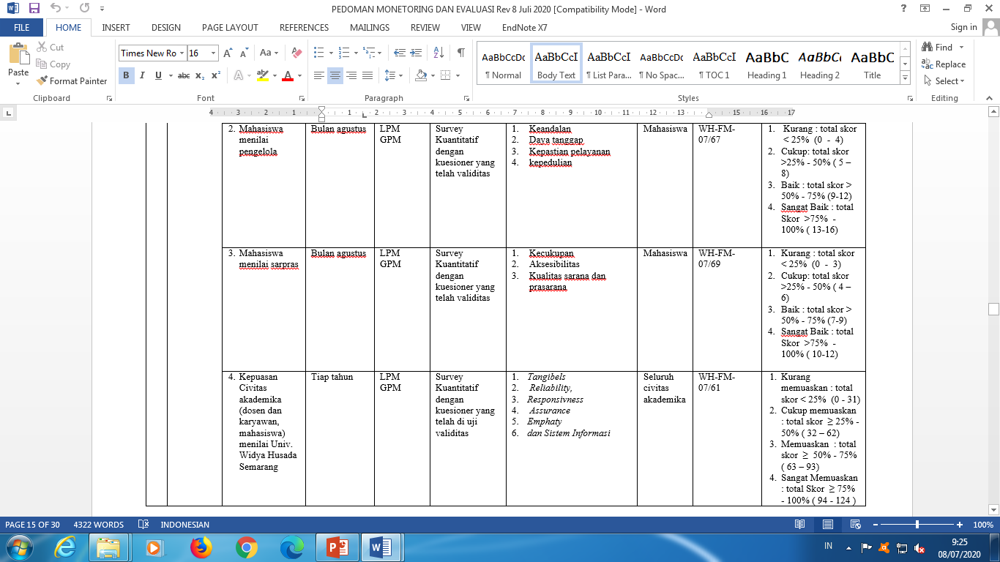 PEDOMAN MONETORING DAN EVALUASI Rev 8 Juli 2020 [Compatibility Mode] - Word
FILE HOME INSERT DESIGN PAGE LAYOUT REFERENCES MAILINGS REVIEW VIEW EndNote X7 Sign in
Paste
Cut
Copy
Format Painter
Clipboard
Times New Ro 16
Font
Paragraph
AaBbCcDc AaBbCcI AaBbCcI AaBbCcDc AaBbCcI AaBbC AaBbCc AaBbC
¶ Normal Body Text ¶ List Para... ¶ No Spac... ¶ TOC 1 Heading 1 Heading 2 Title
Styles
Find
Replace
Select
Editing
4 3 2 1 1 2 3 4 5 6 7 8 9 10 11 12 13 15 16 17
2. Mahasiswa
menilai
pengelola
Bulan agustus
LPM
GPM
Survey
Kuantitatif
dengan
kuesioner yang
telah validitas
1. Keandalan
2. Daya tanggap
3. Kepastian pelayanan
4. kepedulian
Mahasiswa
WH-FM-
07/67
1. Kurang : total skor
< 25% (0 - 4)
2. Cukup: total skor
>25% - 50% ( 5 –
8)
3. Baik : total skor >
50% - 75% (9-12)
4. Sangat Baik : total
Skor >75% -
100% ( 13-16)
3. Mahasiswa
menilai sarpras
Bulan agustus
LPM
GPM
Survey
Kuantitatif
dengan
kuesioner yang
telah validitas
1. Kecukupan
2. Aksesibilitas
3. Kualitas sarana dan
prasarana
Mahasiswa
WH-FM-
07/69
1. Kurang : total skor
< 25% (0 - 3)
2. Cukup: total skor
>25% - 50% ( 4 –
6)
3. Baik : total skor >
50% - 75% (7-9)
4. Sangat Baik : total
Skor >75% -
100% ( 10-12)
4. Kepuasan
Civitas
akademika
(dosen dan
karyawan,
mahasiswa)
menilai Univ.
Widya Husada
Semarang
Tiap tahun
LPM
GPM
Survey
Kuantitatif
dengan
kuesioner yang
telah di uji
validitas
1. Tangibels
2. Reliability,
3. Responsivness
4. Assurance
5. Emphaty
6. dan Sistem Informasi
Seluruh
civitas
akademika
WH-FM-
07/61
1. Kurang
memuaskan : total
skor < 25% (0 - 31)
2. Cukup memuaskan
: total skor ≥ 25% -
50% ( 32 – 62)
3. Memuaskan : total
skor ≥ 50% - 75%
( 63 – 93)
4. Sangat Memuaskan
: total Skor ≥ 75%
- 100% ( 94 - 124 )
PAGE 15 OF 30 4322 WORDS INDONESIAN 100%
IN
9:25
08/07/2020